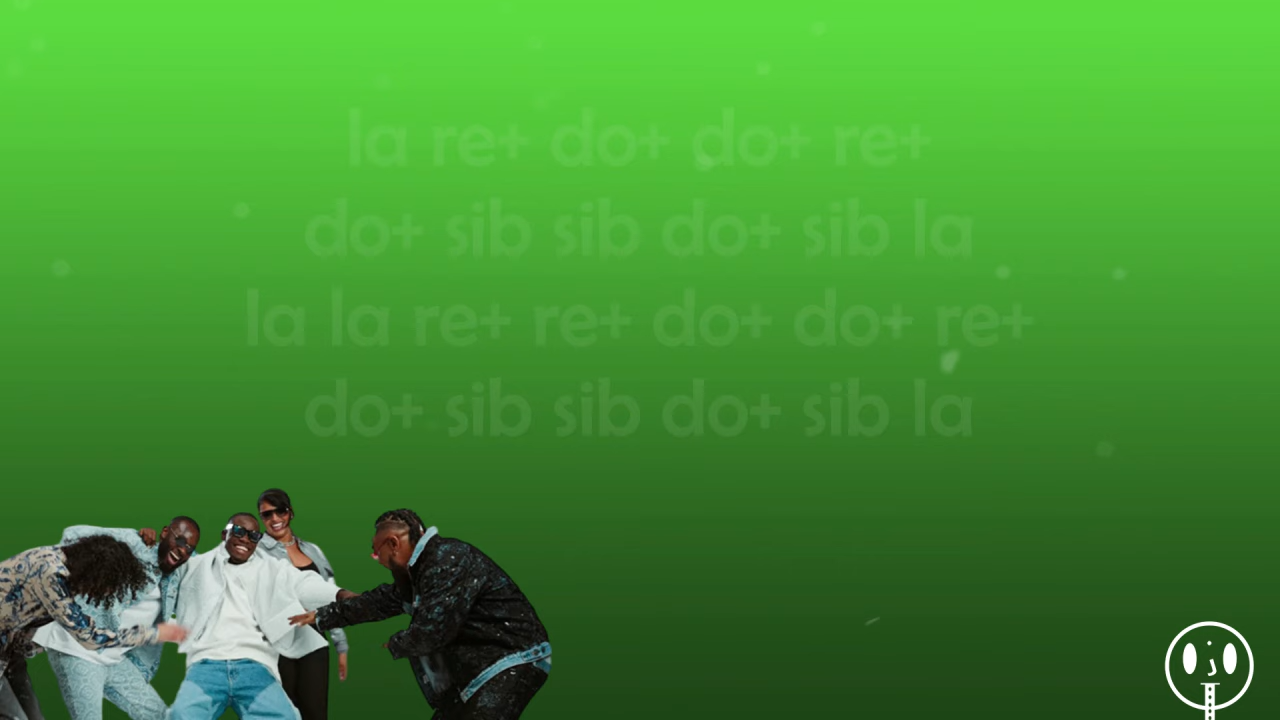 la re+ do+ do+ re+
do+ sib sib do+ sib la
la la re+ re+ do+ do+ re+
do+ sib sib do+ sib la